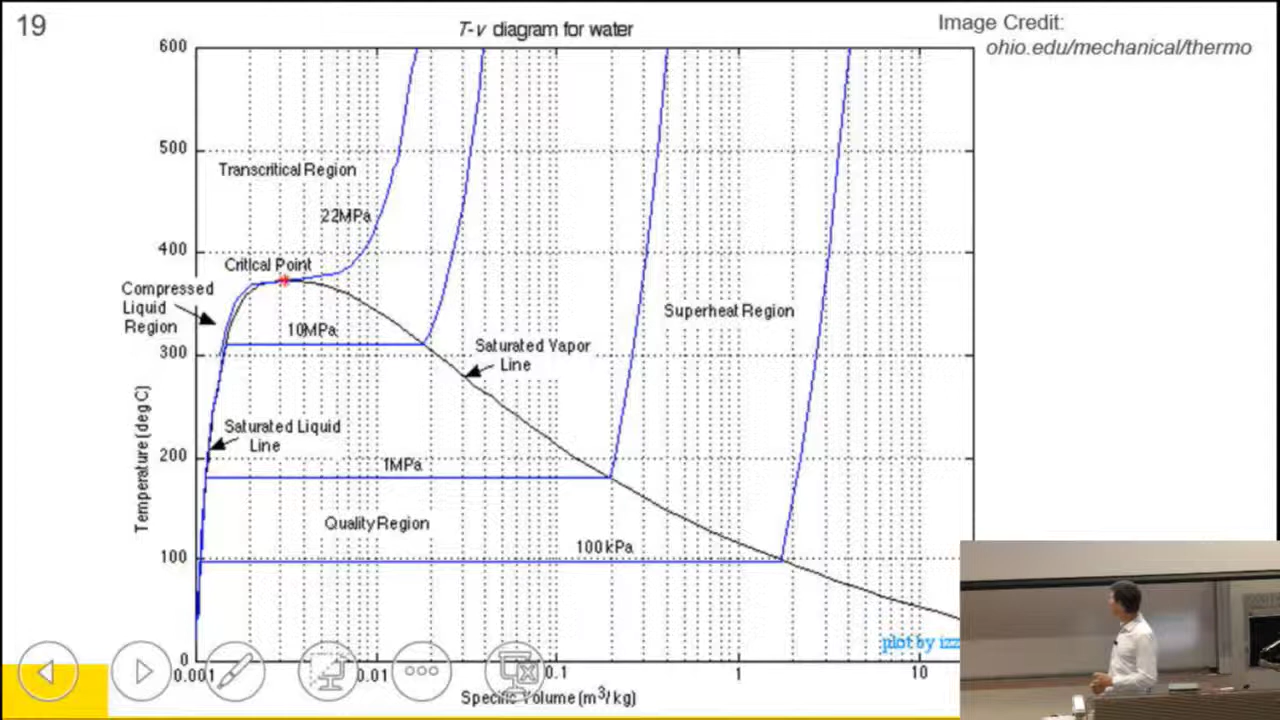 19
T-v diagram for water
Image Credit:
ohio.edu/mechanical/thermo
600
500
Transcritical Region
22MPa
400
Critical Point
Compressed
Liquid
Region
10MPa
Superheat Region
300
Saturated Vapor
Line
Saturated Liquid
Line
200
1MPa
Quality Region
100kPa
100
Temperature (deg C)
plot by izz
0
0.001
0.01
0.1
1
10
Specific Volume (m³/kg)